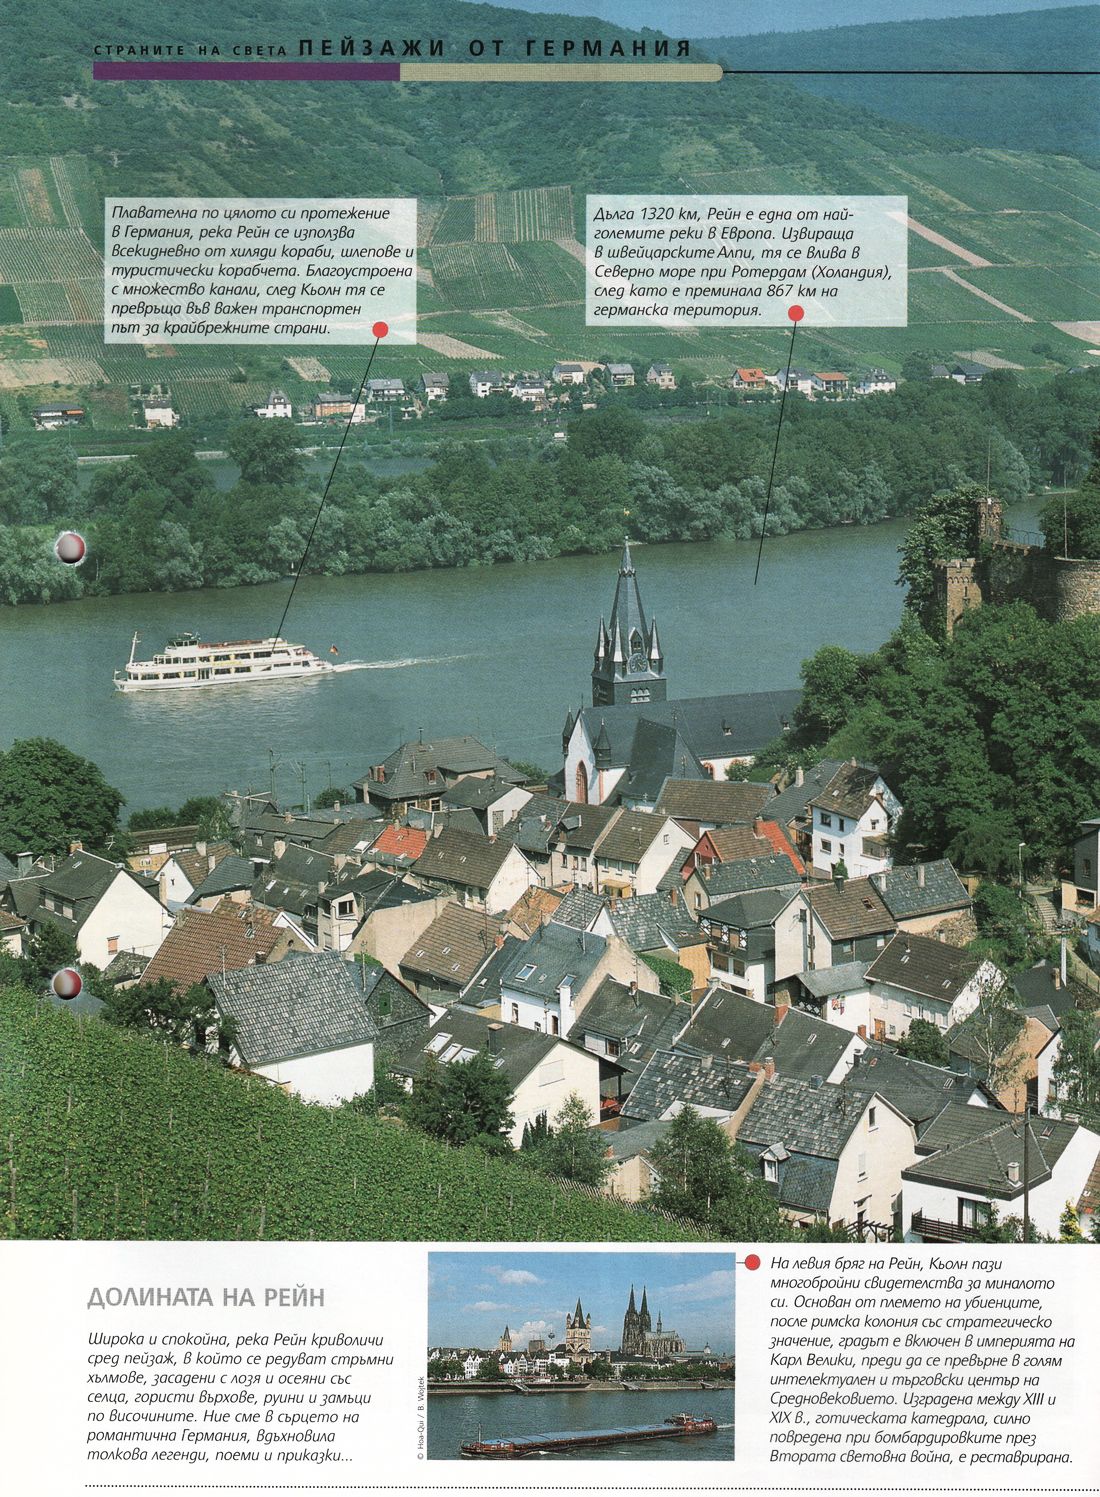 СТРАНИТЕ НА СВЕТА ПЕЙЗАЖИ ОТ ГЕРМАНИЯ
Плавателна по цялото си протежение
в Германия, река Рейн се използва
всекидневно от хиляди кораби, шлепове и
туристически корабчета. Благоустроена
с множество канали, след Кьолн тя се
превръща във важен транспортен
път за крайбрежните страни.
Дълга 1320 км, Рейн е една от най-
големите реки в Европа. Извираща
в швейцарските Алпи, тя се влива в
Северно море при Ротердам (Холандия),
след като е преминала 867 км на
германска територия.
ДОЛИНАТА НА РЕЙН
Широка и спокойна, река Рейн криволичи
сред пейзаж, в който се редуват стръмни
хълмове, засадени с лозя и осеяни със
селца, гористи върхове, руини и замъци
по височините. Ние сме в сърцето на
романтична Германия, вдъхновила
толкова легенди, поеми и приказки...
© Hoa-Qui / B. Wojtek
На левия бряг на Рейн, Кьолн пази
многобройни свидетелства за миналото
си. Основан от племето на убиенците,
после римска колония със стратегическо
значение, градът е включен в империята на
Карл Велики, преди да се превърне в голям
интелектуален и търговски център на
Средновековието. Изградена между XIII и
XIX в., готическата катедрала, силно
повредена при бомбардировките през
Втората световна война, е реставрирана.